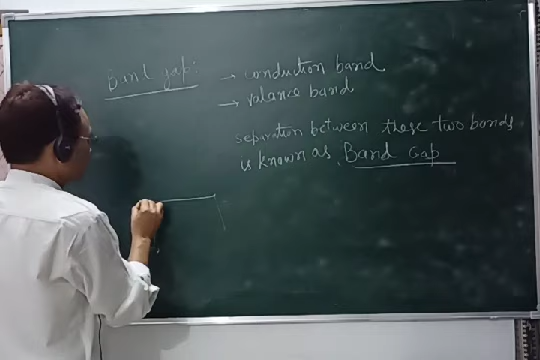 Band gap:
→ conduction band
→ valance band
separation between these two bands
is known as Band Gap